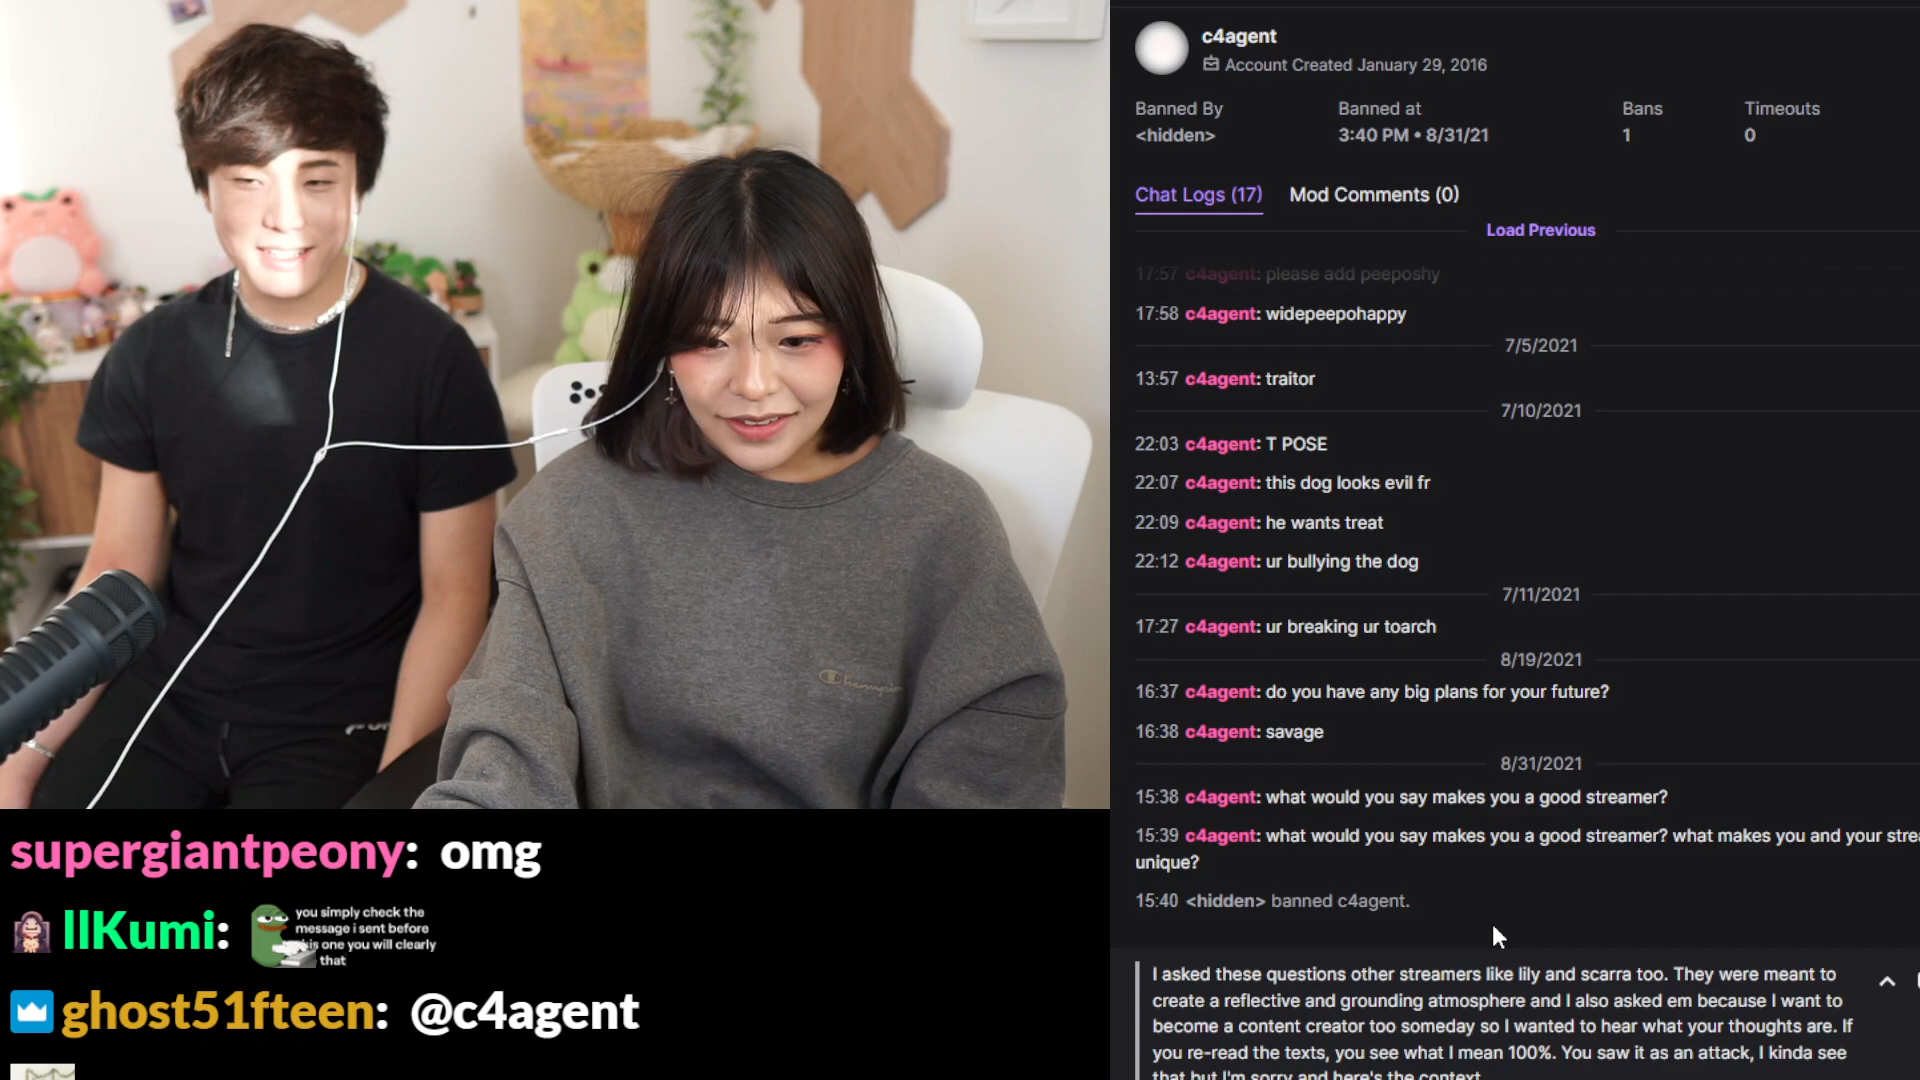 c4agent
Account Created January 29, 2016
Banned By
Banned at
Bans
Timeouts
<hidden>
3:40 PM • 8/31/21
1
0
Chat Logs (17)
Mod Comments (0)
Load Previous
17:57 c4agent: please add peeposhy
17:58 c4agent: widepeepohappy
7/5/2021
13:57 c4agent: traitor
7/10/2021
22:03 c4agent: T POSE
22:07 c4agent: this dog looks evil fr
22:09 c4agent: he wants treat
22:12 c4agent: ur bullying the dog
7/11/2021
17:27 c4agent: ur breaking ur toarch
8/19/2021
16:37 c4agent: do you have any big plans for your future?
16:38 c4agent: savage
8/31/2021
15:38 c4agent: what would you say makes you a good streamer?
15:39 c4agent: what would you say makes you a good streamer? what makes you and your
unique?
15:40 <hidden> banned c4agent.
I asked these questions other streamers like lily and scarra too. They were meant to
create a reflective and grounding atmosphere and I also asked em because I want to
become a content creator too someday so I wanted to hear what your thoughts are. If
you re-read the texts, you see what I mean 100%. You saw it as an attack, I kinda see
that but I'm sorry and here's the context
Champion
supergiantpeony: omg
llKumi:
you simply check the
message i sent before
this one you will clearly
that
ghost51fteen: @c4agent